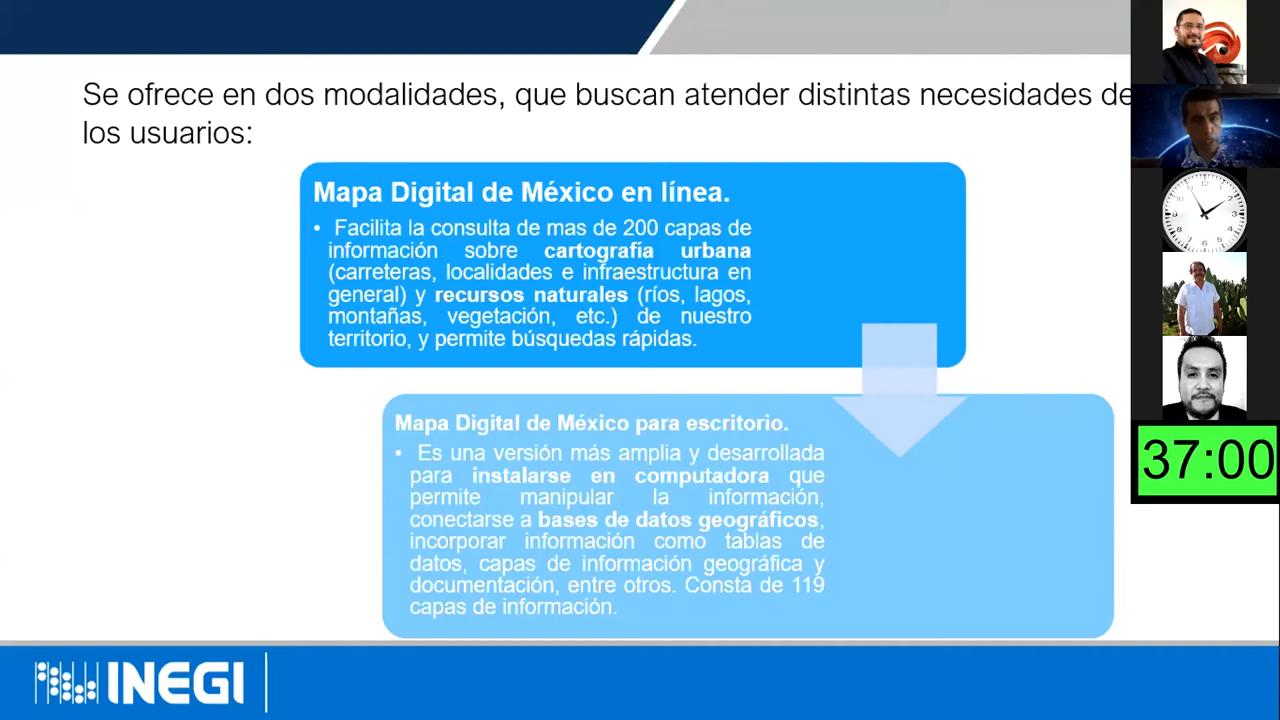 Se ofrece en dos modalidades, que buscan atender distintas necesidades de
los usuarios:
Mapa Digital de México en línea.
• Facilita la consulta de mas de 200 capas de
información sobre cartografía urbana
(carreteras, localidades e infraestructura en
general) y recursos naturales (ríos, lagos,
montañas, vegetación, etc.) de nuestro
territorio, y permite búsquedas rápidas.
Mapa Digital de México para escritorio.
• Es una versión más amplia y desarrollada
para instalarse en computadora que
permite manipular la información,
conectarse a bases de datos geográficos,
incorporar información como tablas de
datos, capas de información geográfica y
documentación, entre otros. Consta de 119
capas de información.
INEGI
37:00